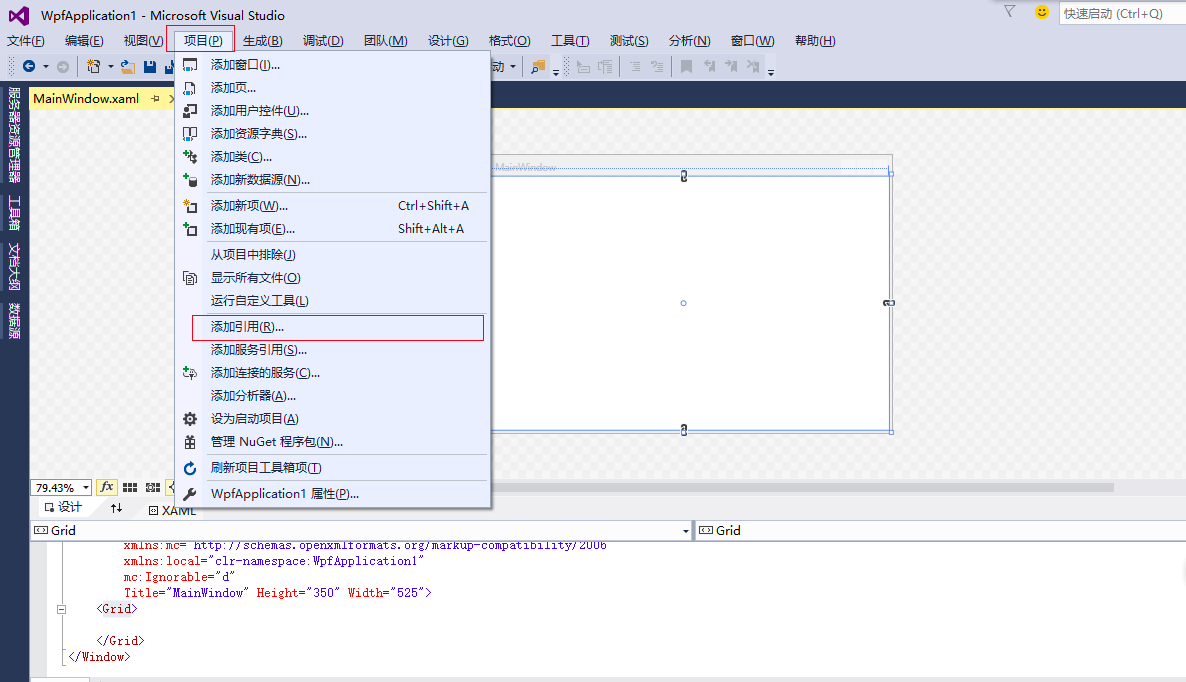 WpfApplication1 - Microsoft Visual Studio
快速启动 (Ctrl+Q)
文件(F) 编辑(E) 视图(V) 项目(P) 生成(B) 调试(D) 团队(M) 设计(G) 格式(O) 工具(T) 测试(S) 分析(N) 窗口(W) 帮助(H)
动
服务器资源管理器
工具箱
文档大纲
数据源
MainWindow.xaml
添加窗口(I)...
添加页...
添加用户控件(U)...
添加资源字典(S)...
添加类(C)...
添加新数据源(N)...
添加新项(W)... Ctrl+Shift+A
添加现有项(E)... Shift+Alt+A
从项目中排除(J)
显示所有文件(O)
运行自定义工具(L)
添加引用(R)...
添加服务引用(S)...
添加连接的服务(C)...
添加分析器(A)...
设为启动项目(A)
管理 NuGet 程序包(N)...
刷新项目工具箱项(T)
WpfApplication1 属性(P)...
MainWindow
79.43% fx
设计 XAML
Grid Grid
xmlns:mc="http://schemas.openxmlformats.org/markup-compatibility/2006"
xmlns:local="clr-namespace:WpfApplication1"
mc:Ignorable="d"
Title="MainWindow" Height="350" Width="525">
<Grid>
</Grid>
</Window>